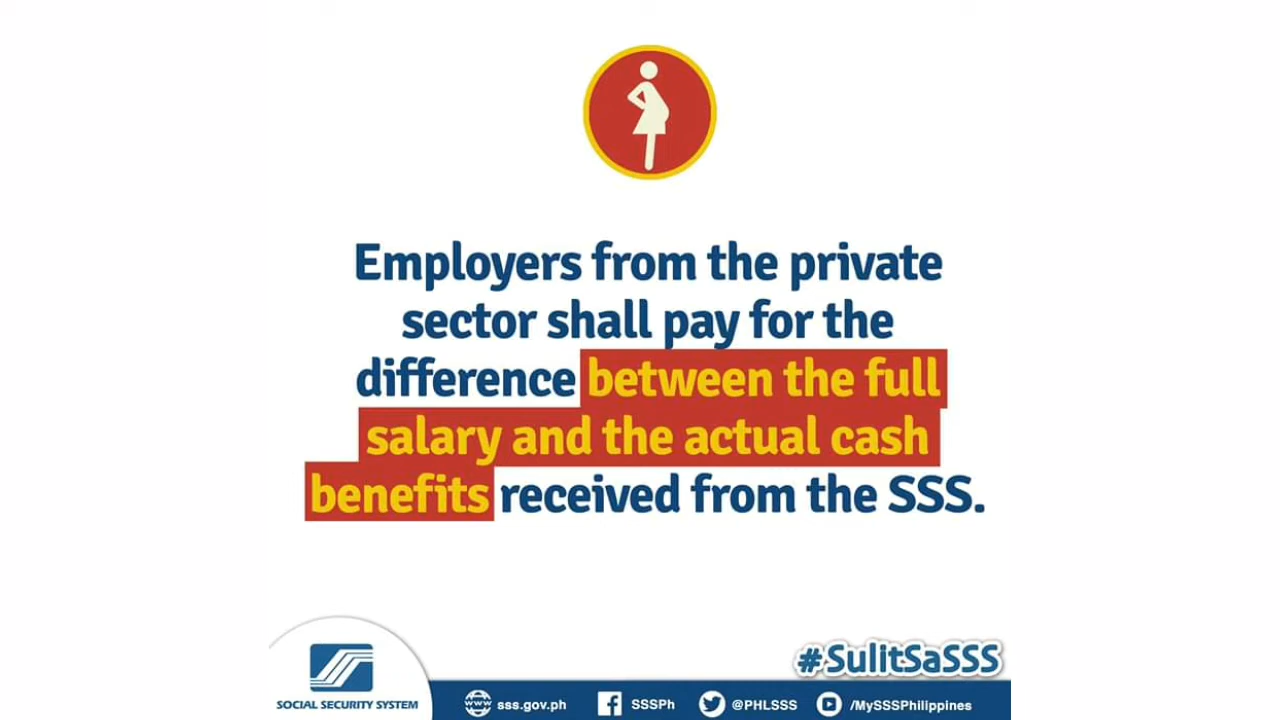 Employers from the private
sector shall pay for the
difference between the full
salary and the actual cash
benefits received from the SSS.
#SulitSaSSS
SOCIAL SECURITY SYSTEM
www sss.gov.ph SSSPh @PHLSSS /MySSSPhilippines